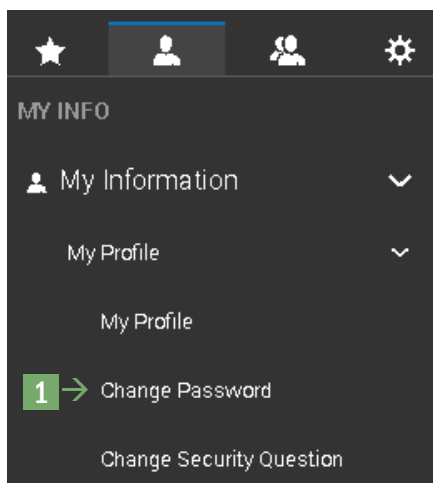 MY INFO
My Information
My Profile
My Profile
1 Change Password
Change Security Question